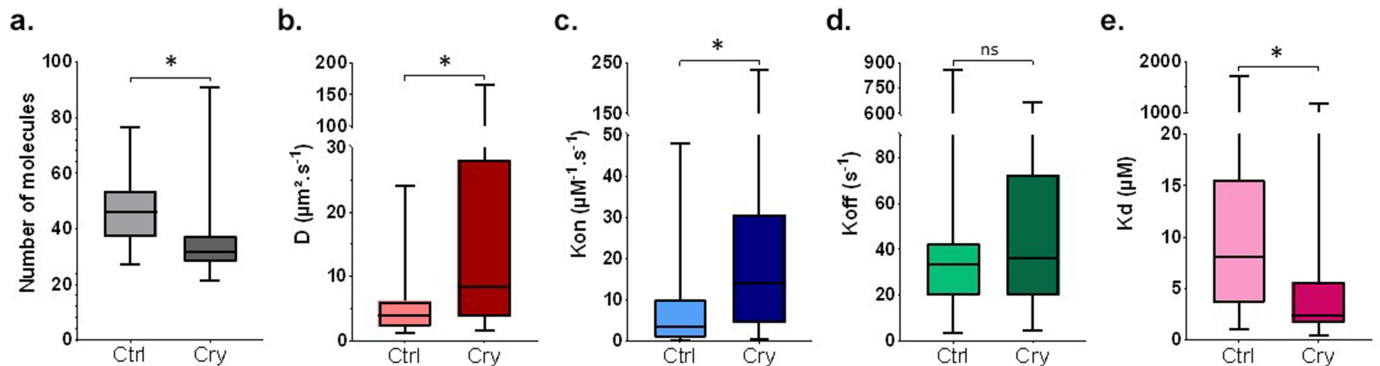 a.
Number of molecules
100
80
60
40
20
0
*
Ctrl Cry
b.
D (µm².s⁻¹)
200
150
100
30
20
10
0
*
Ctrl Cry
c.
Kon (µM⁻¹.s⁻¹)
250
150
50
40
30
20
10
0
*
Ctrl Cry
d.
Koff (s⁻¹)
900
750
600
80
60
40
20
0
ns
Ctrl Cry
e.
Kd (µM)
2000
1000
20
15
10
5
0
*
Ctrl Cry